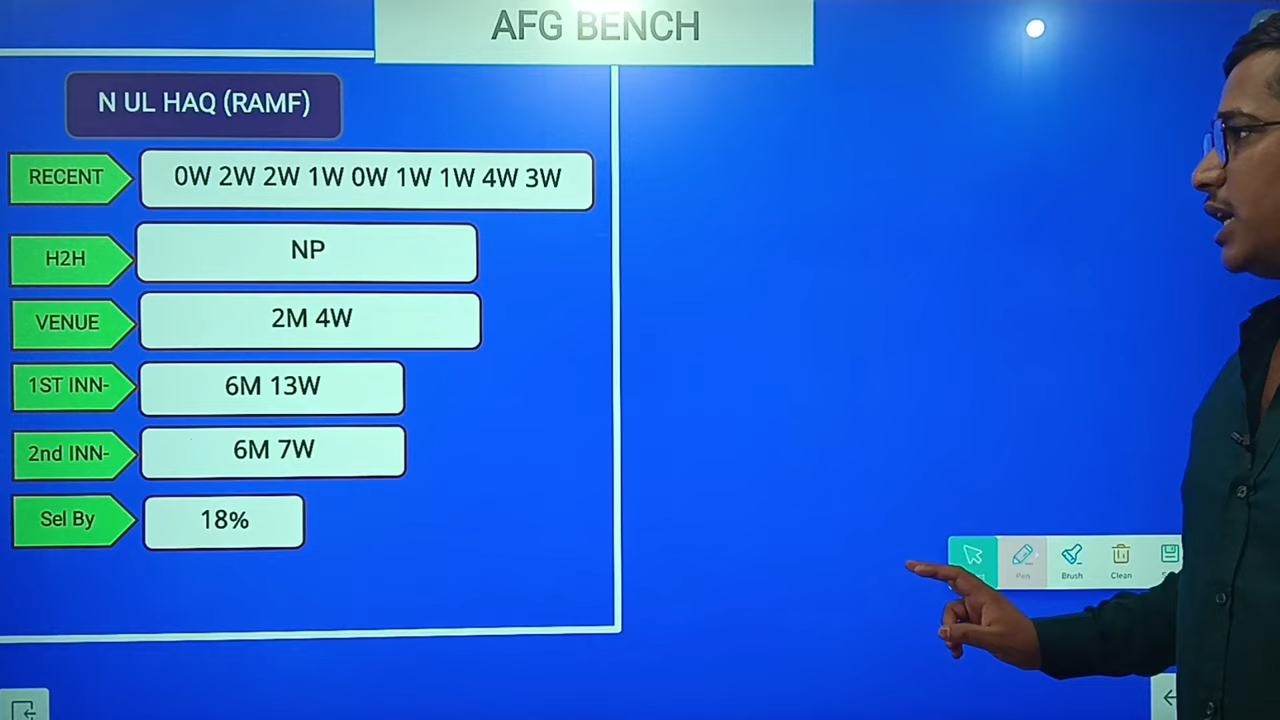 AFG BENCH
N UL HAQ (RAMF)
RECENT
0W 2W 2W 1W 0W 1W 1W 4W 3W
H2H
NP
VENUE
2M 4W
1ST INN-
6M 13W
2nd INN-
6M 7W
Sel By
18%
Pen
Brush
Clean